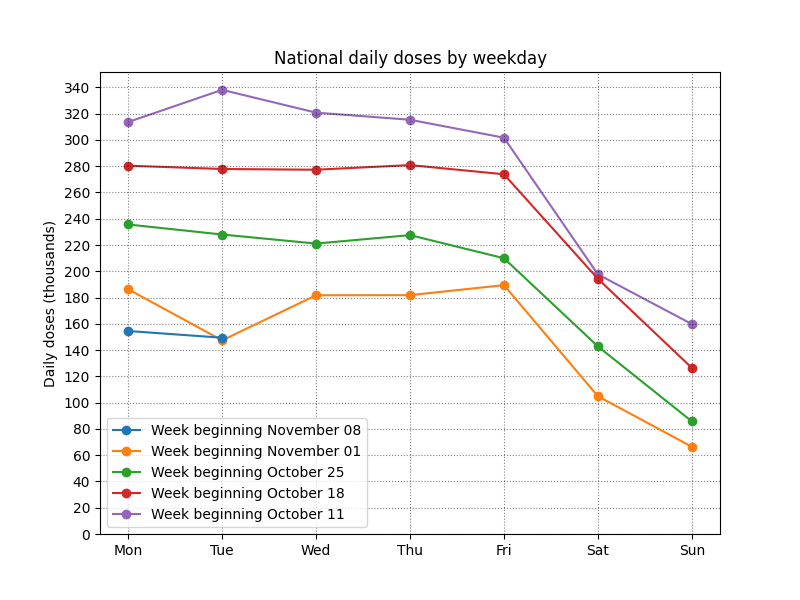 National daily doses by weekday
Daily doses (thousands)
340
320
300
280
260
240
220
200
180
160
140
120
100
80
60
40
20
0
Week beginning November 08
Week beginning November 01
Week beginning October 25
Week beginning October 18
Week beginning October 11
Mon Tue Wed Thu Fri Sat Sun